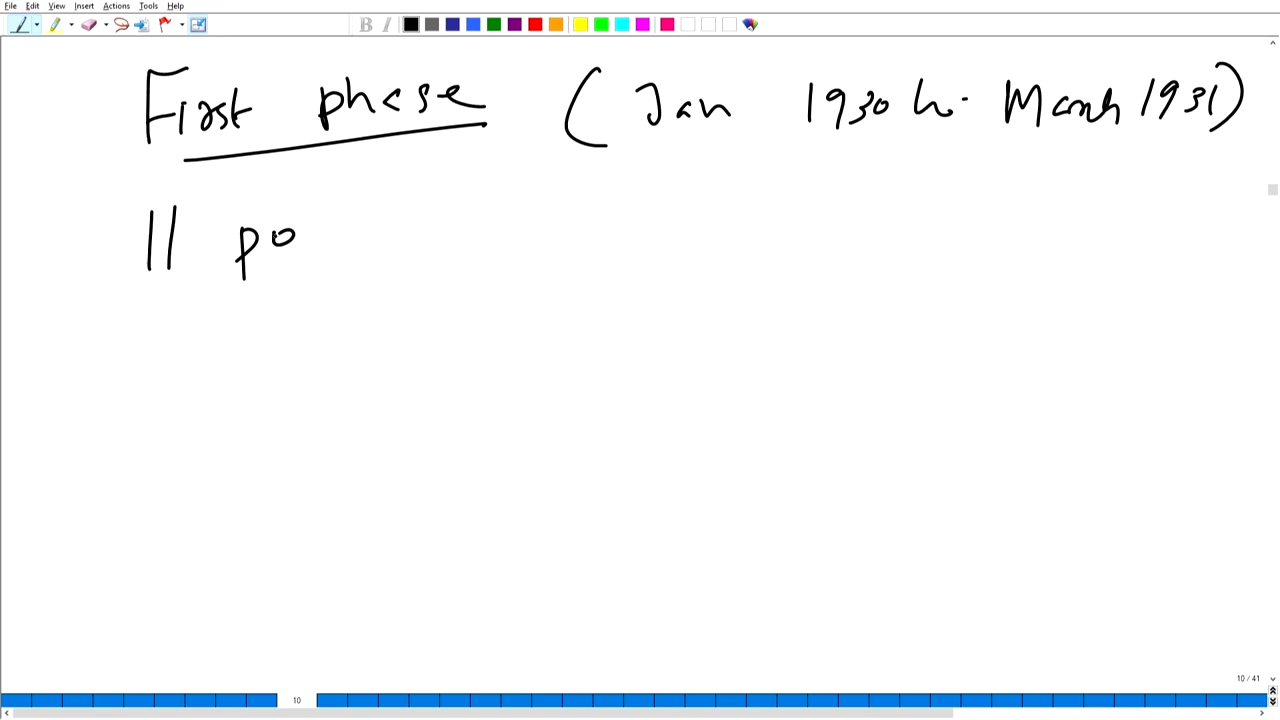 File Edit View Insert Actions Tools Help
B I
First phase (Jan 1930 to March 1931)
11 po
10 / 41
10